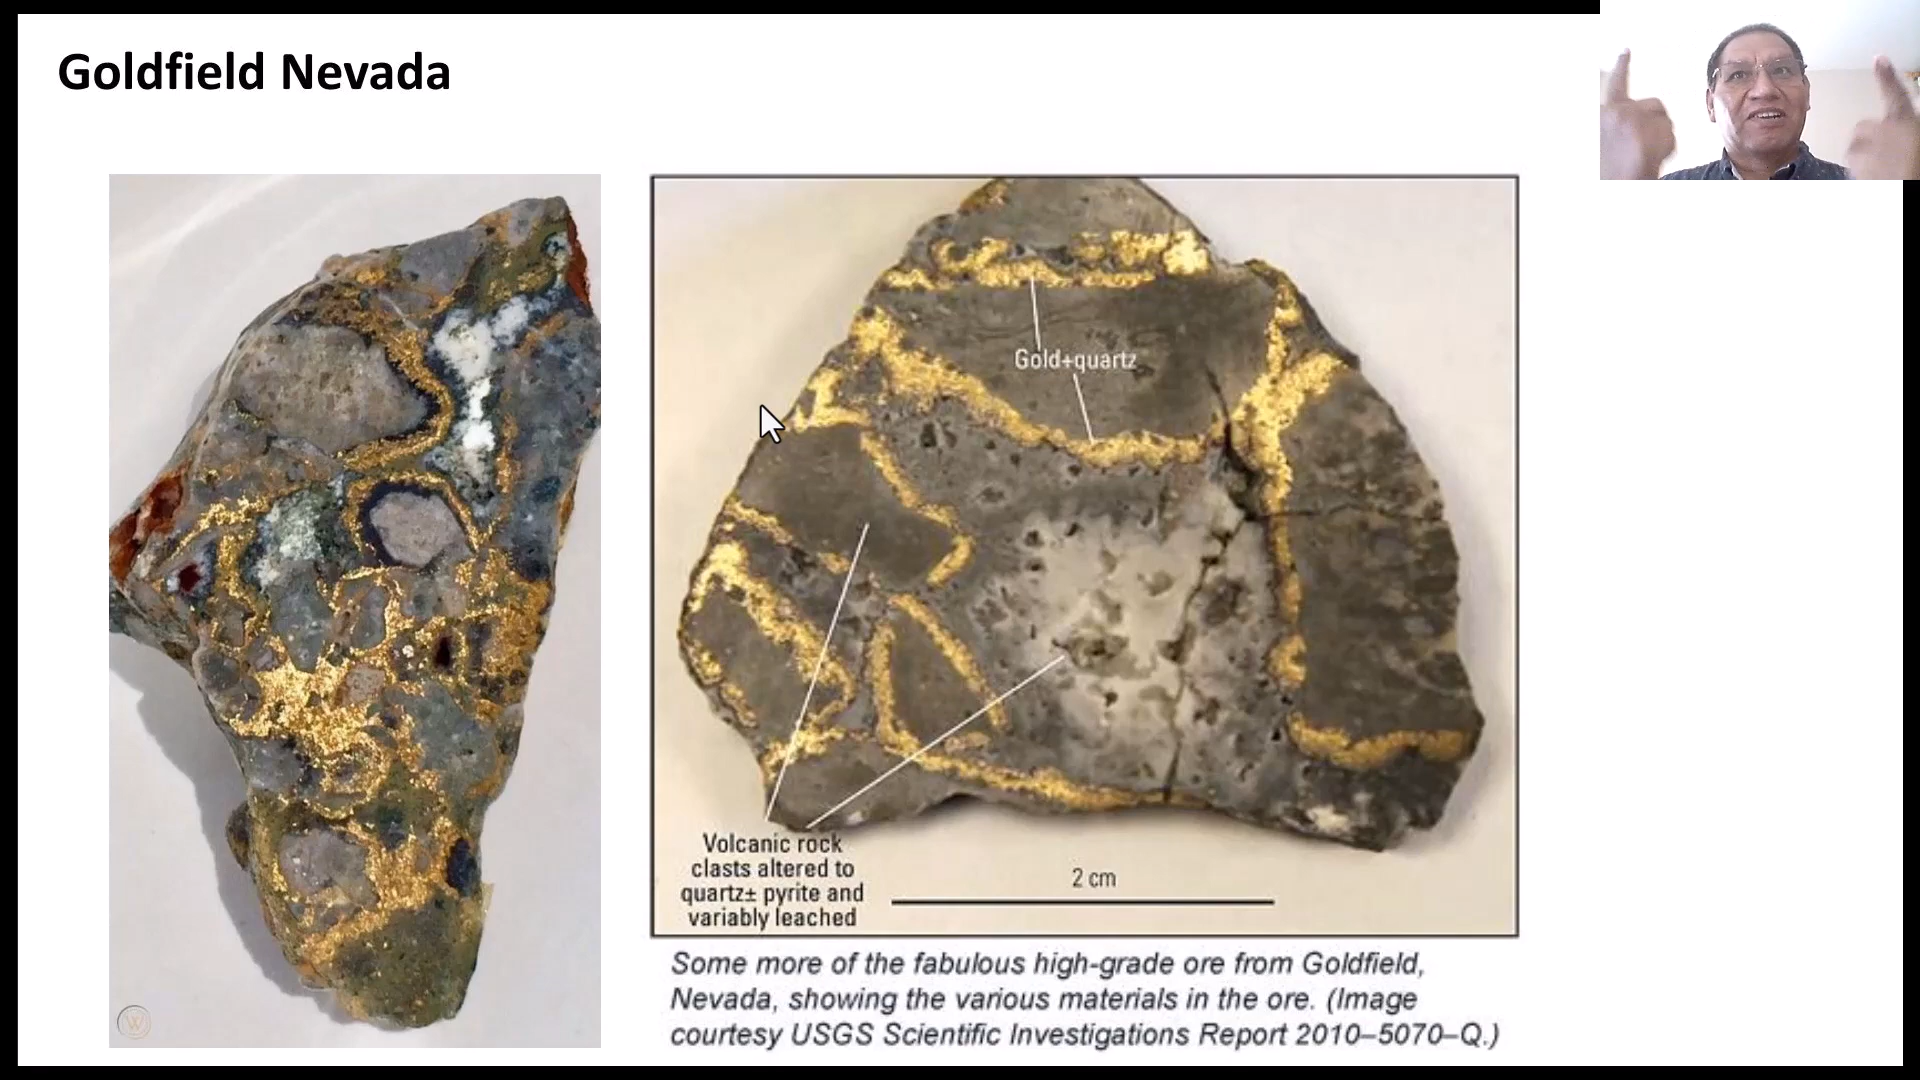 Goldfield Nevada
Gold+quartz
Volcanic rock
clasts altered to
quartz± pyrite and
variably leached
2 cm
Some more of the fabulous high-grade ore from Goldfield,
Nevada, showing the various materials in the ore. (Image
courtesy USGS Scientific Investigations Report 2010–5070–Q.)
W